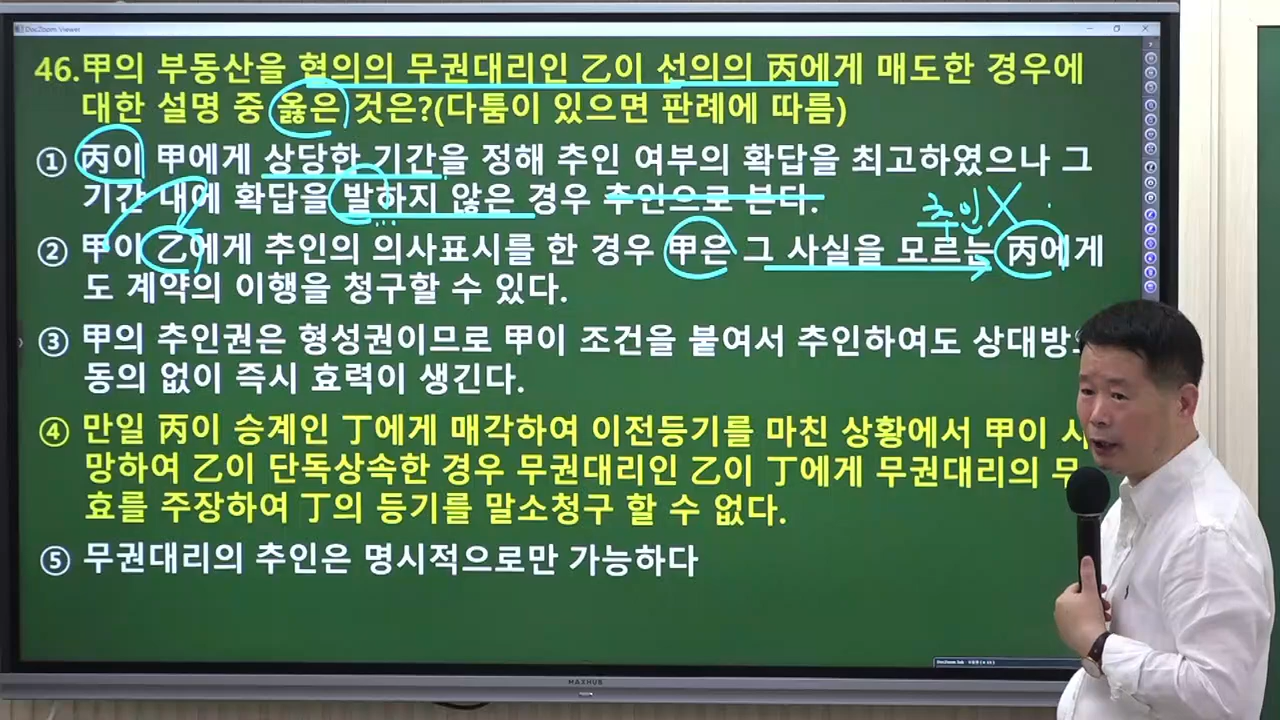 DocZoom Viewer
46.甲의 부동산을 협의의 무권대리인 乙이 선의의 丙에게 매도한 경우에
대한 설명 중 옳은 것은?(다툼이 있으면 판례에 따름)
① 丙이 甲에게 상당한 기간을 정해 추인 여부의 확답을 최고하였으나 그
기간 내에 확답을 발하지 않은 경우 추인으로 본다.
추인X
② 甲이 乙에게 추인의 의사표시를 한 경우 甲은 그 사실을 모르는 丙에게
도 계약의 이행을 청구할 수 있다.
③ 甲의 추인권은 형성권이므로 甲이 조건을 붙여서 추인하여도 상대방의
동의 없이 즉시 효력이 생긴다.
④ 만일 丙이 승계인 丁에게 매각하여 이전등기를 마친 상황에서 甲이 사
망하여 乙이 단독상속한 경우 무권대리인 乙이 丁에게 무권대리의 무
효를 주장하여 丁의 등기를 말소청구 할 수 없다.
⑤ 무권대리의 추인은 명시적으로만 가능하다
MAXHUB